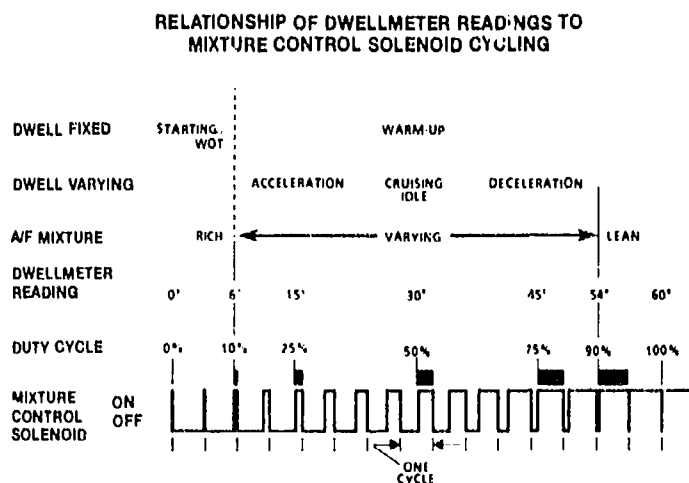 RELATIONSHIP OF DWELLMETER READINGS TO
MIXTURE CONTROL SOLENOID CYCLING
DWELL FIXED STARTING, WOT WARM-UP
DWELL VARYING ACCELERATION CRUISING IDLE DECELERATION
A/F MIXTURE RICH VARYING LEAN
DWELLMETER
READING 0° 6° 15° 30° 45° 54° 60°
DUTY CYCLE 0% 10% 25% 50% 75% 90% 100%
MIXTURE
CONTROL
SOLENOID
ON
OFF
ONE
CYCLE